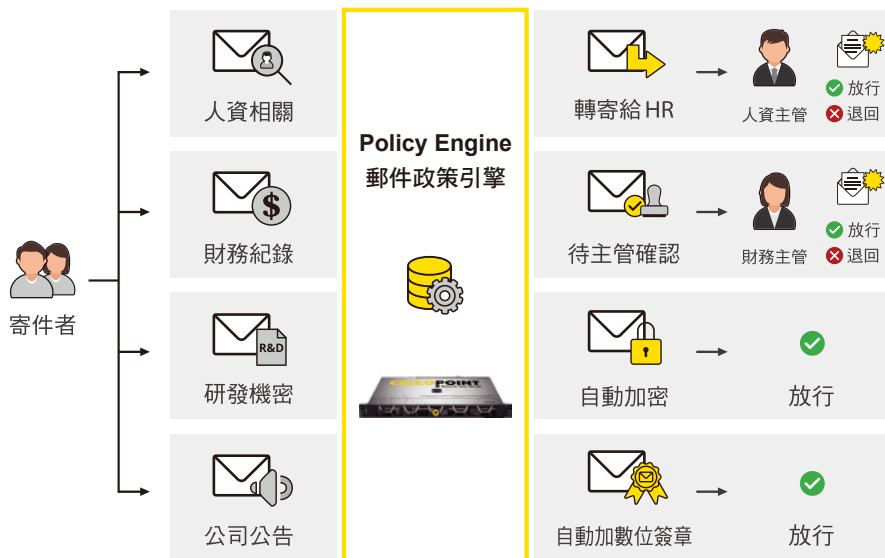 寄件者
人資相關
財務紀錄
R&D
研發機密
公司公告
Policy Engine
郵件政策引擎
CELLOPOINT
轉寄給HR
人資主管
放行
退回
待主管確認
財務主管
放行
退回
自動加密
放行
自動加數位簽章
放行